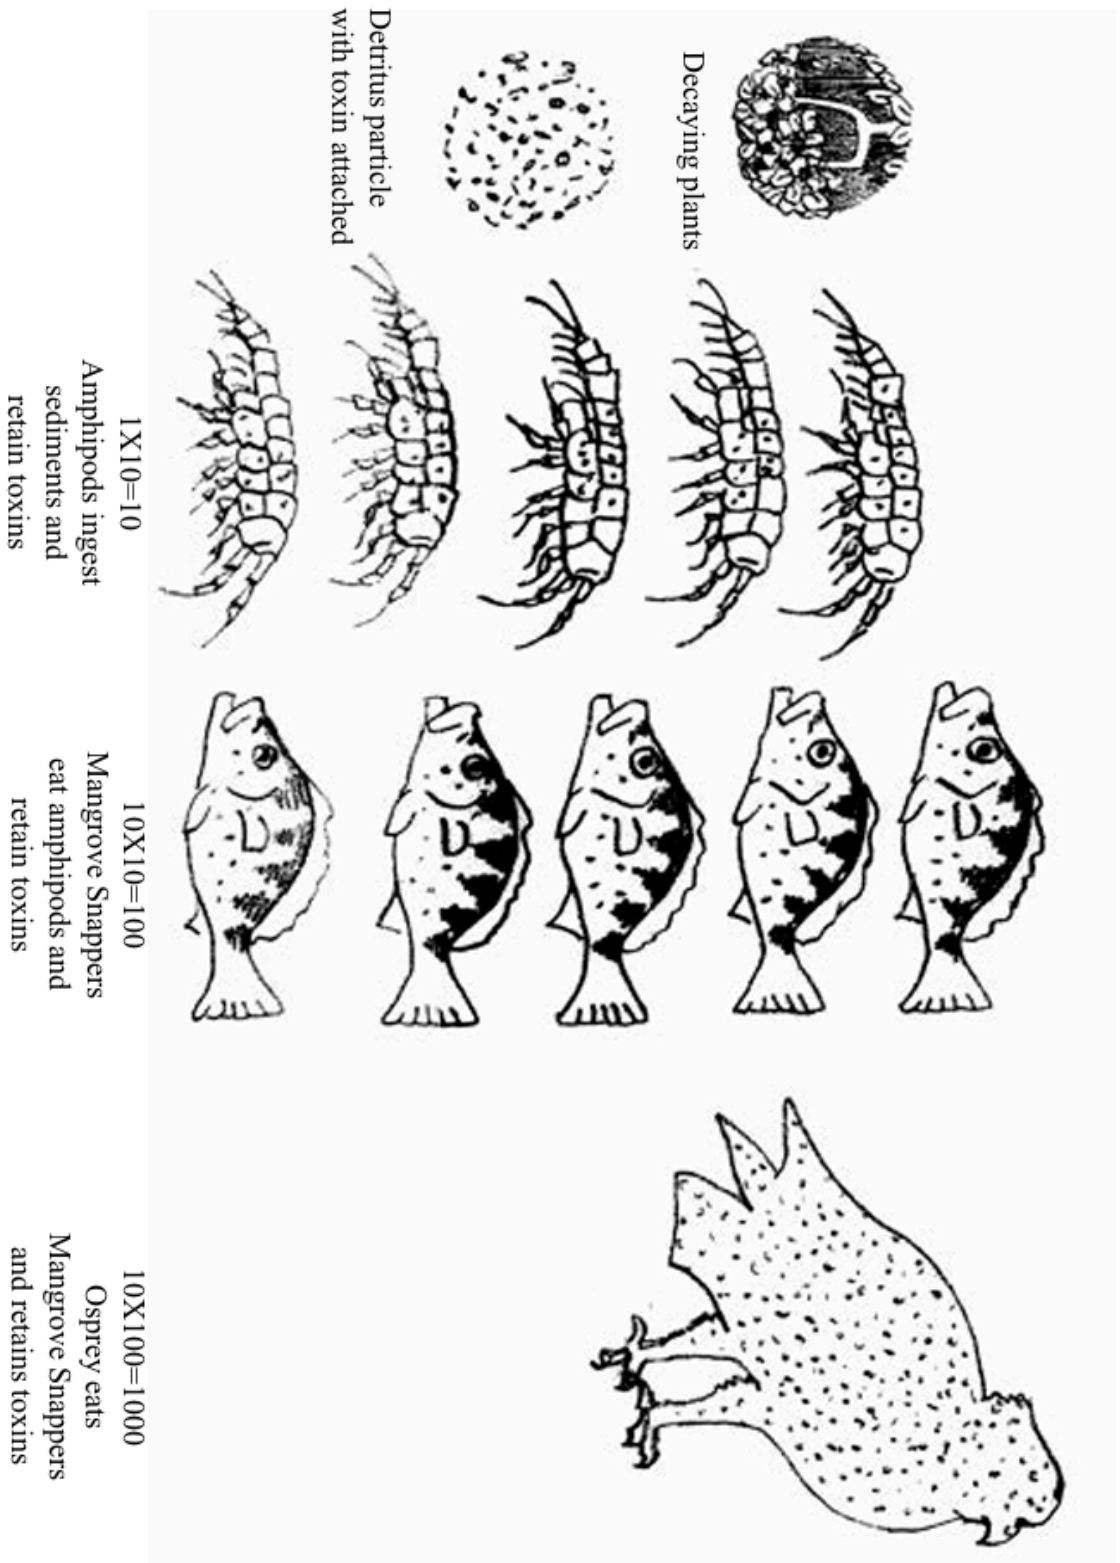 Decaying plants
Detritus particle
with toxin attached
1X10=10
Amphipods ingest
sediments and
retain toxins
10X10=100
Mangrove Snappers
eat amphipods and
retain toxins
10X100=1000
Osprey eats
Mangrove Snappers
and retains toxins